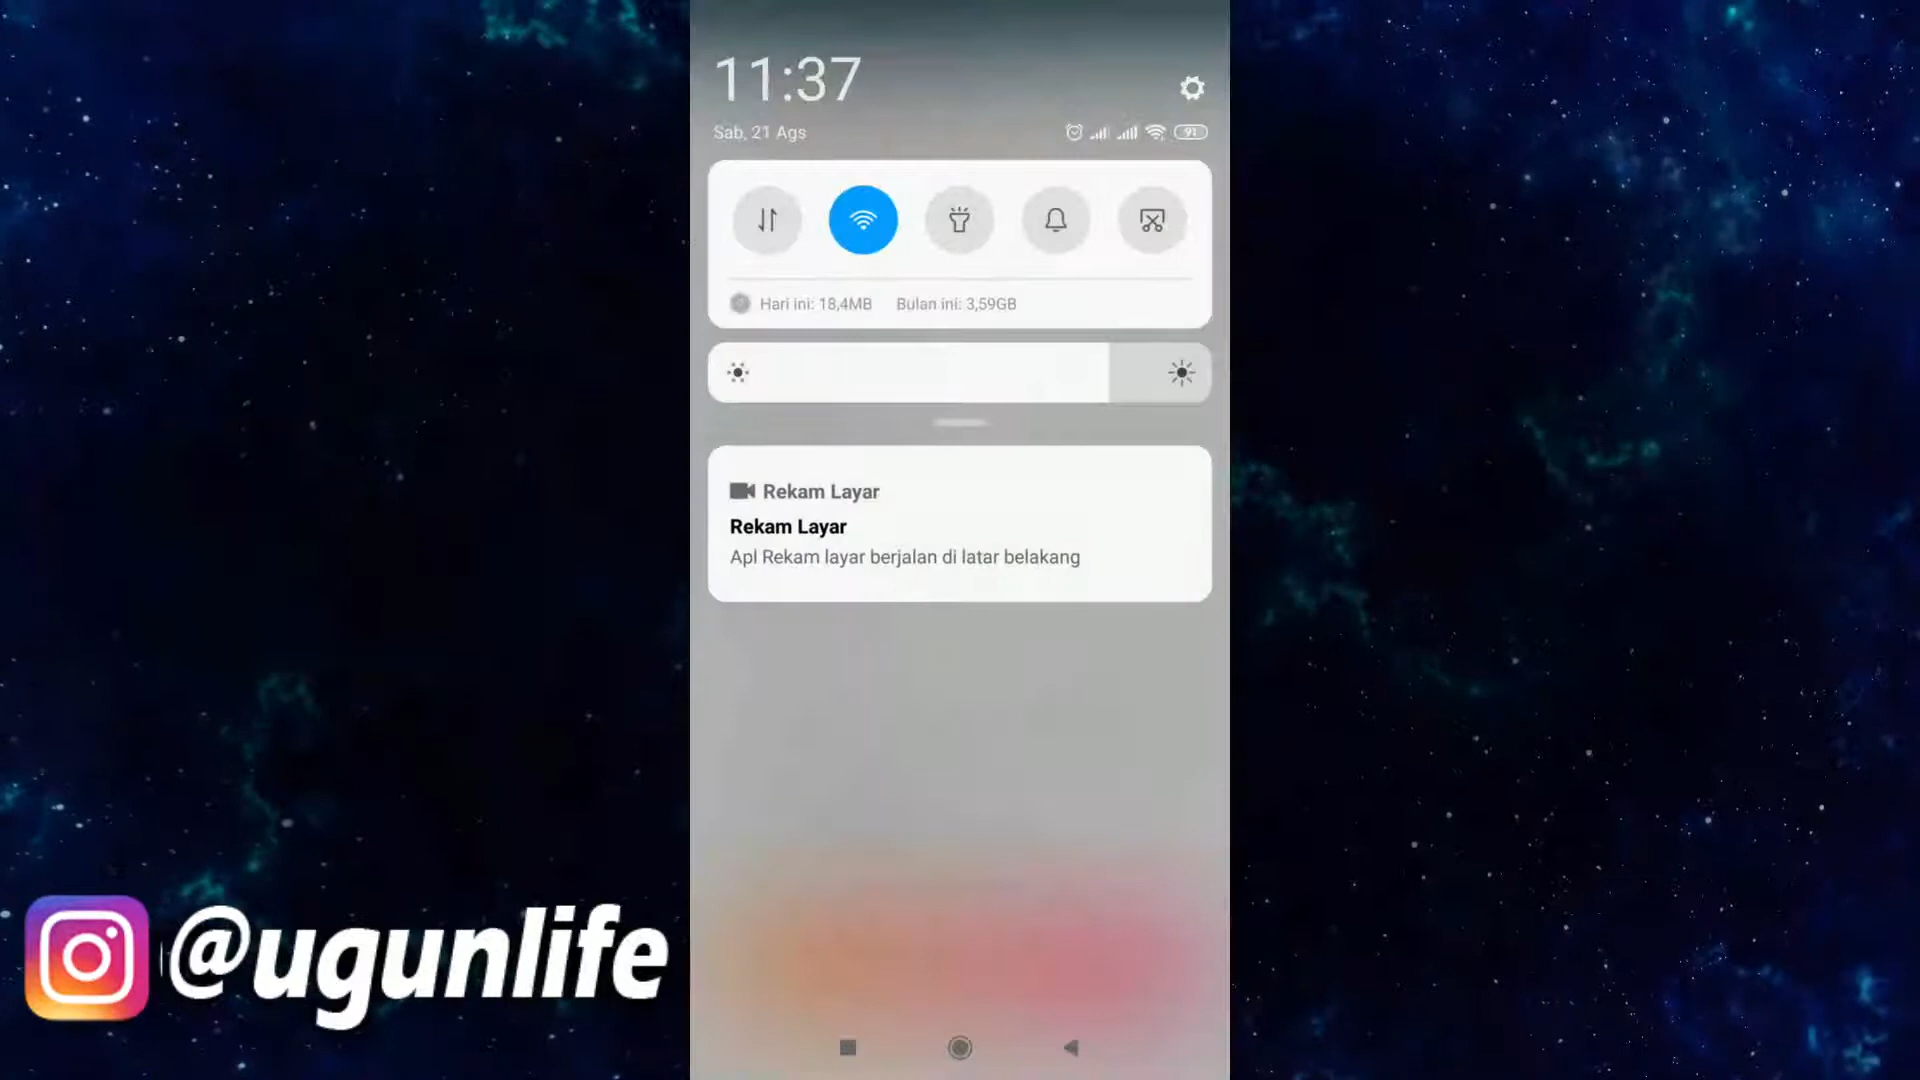 11:37
Sab, 21 Ags
91
Hari ini: 18,4MB Bulan ini: 3,59GB
Rekam Layar
Rekam Layar
Apl Rekam layar berjalan di latar belakang
@ugunlife